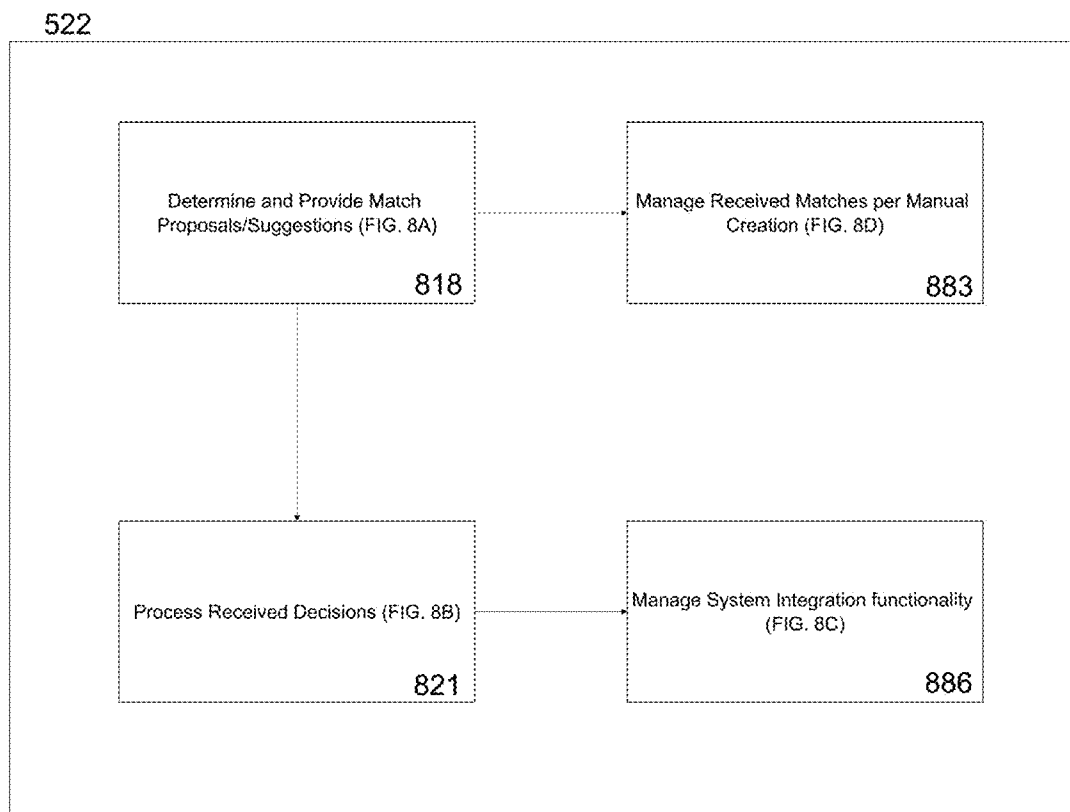 522
Determine and Provide Match
Proposals/Suggestions (FIG. 8A)
818
Manage Received Matches per Manual
Creation (FIG. 8D)
883
Process Received Decisions (FIG. 8B)
821
Manage System Integration functionality
(FIG. 8C)
886